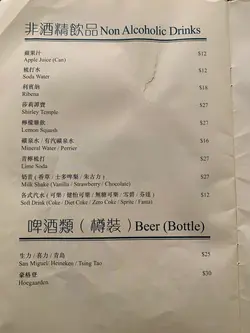 非酒精飲品 Non Alcoholic Drinks
蘋果汁
Apple Juice (Can) $12
梳打水
Soda Water $12
利賓納
Ribena $16
莎莉譚寶
Shirley Temple $27
檸檬樂飲
Lemon Squash $27
礦泉水 / 有汽礦泉水
Mineral Water / Perrier $16
青檸梳打
Lime Soda $27
奶昔 (香草 / 士多啤梨 / 朱古力)
Milk Shake (Vanilla / Strawberry / Chocolate) $27
各式汽水 (可樂 / 健怡可樂 / 無糖可樂 / 雪碧 / 芬達)
Soft Drink (Coke / Diet Coke / Zero Coke / Sprite / Fanta) $12
啤酒類 (樽裝) Beer (Bottle)
生力 / 喜力 / 青島
San Miguel/ Heineken / Tsing Tao $25
豪格登
Hoegaarden $30